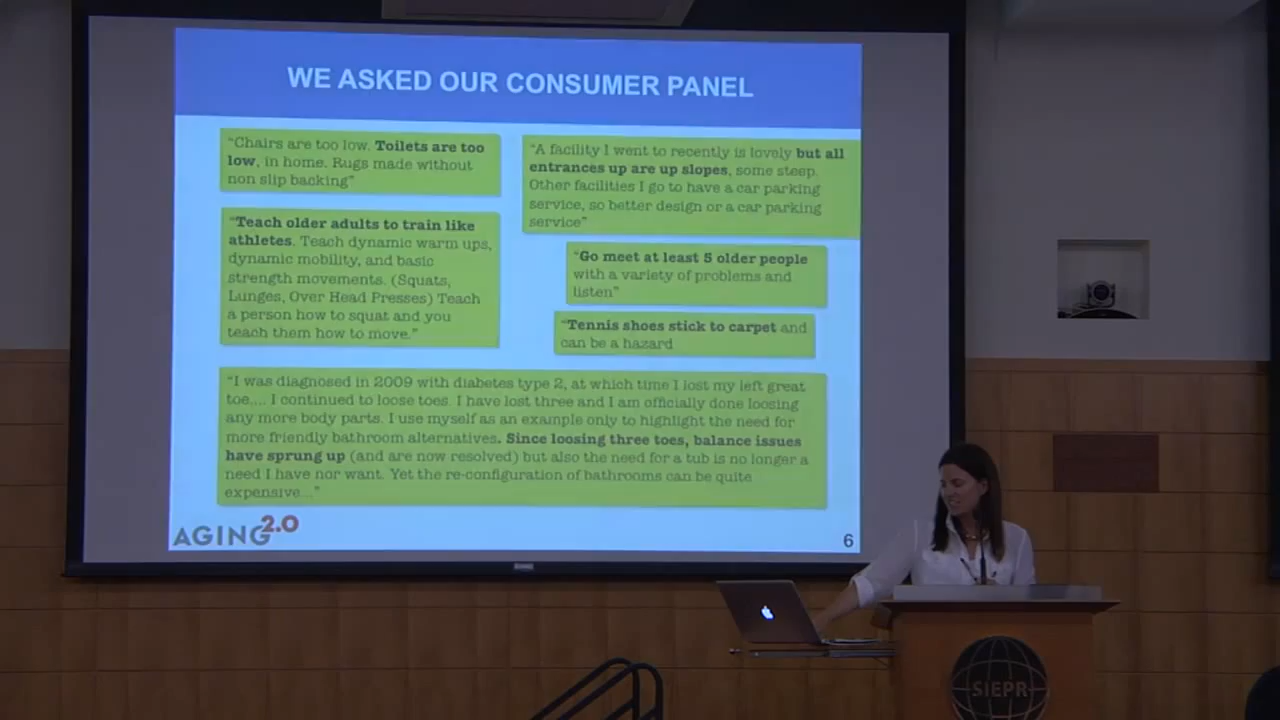 WE ASKED OUR CONSUMER PANEL
“Chairs are too low. Toilets are too
low, in home. Rugs made without
non slip backing”
“A facility I went to recently is lovely but all
entrances up are up slopes, some steep.
Other facilities I go to have a car parking
service, so better design or a car parking
service”
“Teach older adults to train like
athletes. Teach dynamic warm ups,
dynamic mobility, and basic
strength movements. (Squats,
Lunges, Over Head Presses) Teach
a person how to squat and you
teach them how to move.”
“Go meet at least 5 older people
with a variety of problems and
listen”
“Tennis shoes stick to carpet and
can be a hazard
“I was diagnosed in 2009 with diabetes type 2, at which time I lost my left great
toe.... I continued to loose toes. I have lost three and I am officially done loosing
any more body parts. I use myself as an example only to highlight the need for
more friendly bathroom alternatives. Since loosing three toes, balance issues
have sprung up (and are now resolved) but also the need for a tub is no longer a
need I have nor want. Yet the re-configuration of bathrooms can be quite
expensive...”
AGING2.0
6
SIEPR